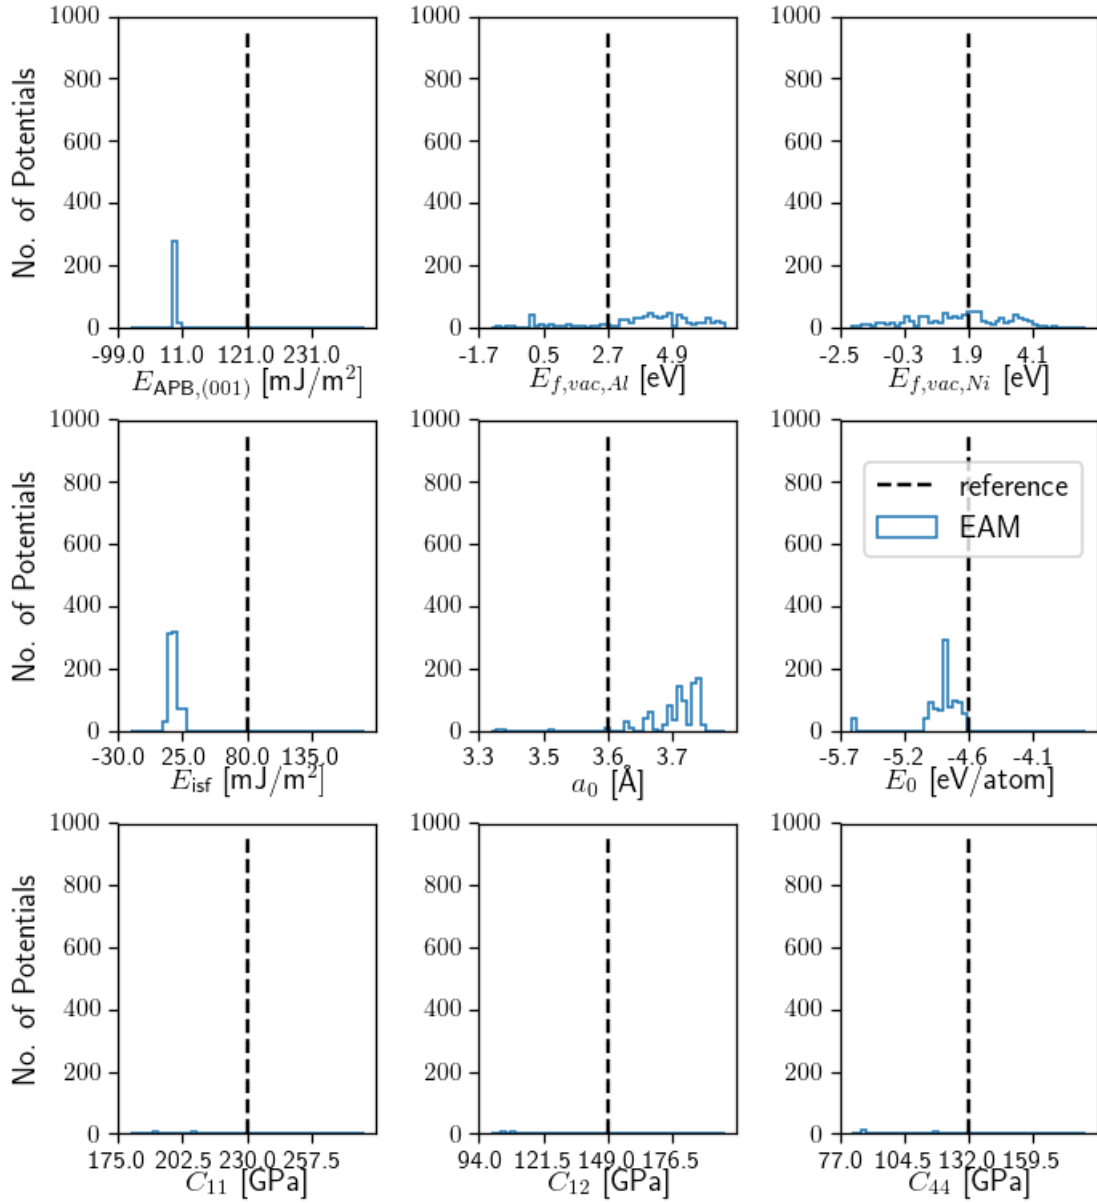 1000
800
600
400
200
0
No. of Potentials
-99.0 11.0 121.0 231.0
E_APB,(001) [mJ/m²]
1000
800
600
400
200
0
-1.7 0.5 2.7 4.9
E_f,vac,Al [eV]
1000
800
600
400
200
0
-2.5 -0.3 1.9 4.1
E_f,vac,Ni [eV]
1000
800
600
400
200
0
No. of Potentials
-30.0 25.0 80.0 135.0
E_isf [mJ/m²]
1000
800
600
400
200
0
3.3 3.5 3.6 3.7
a_0 [Å]
1000
800
600
400
200
0
reference
EAM
-5.7 -5.2 -4.6 -4.1
E_0 [eV/atom]
1000
800
600
400
200
0
No. of Potentials
175.0 202.5 230.0 257.5
C_11 [GPa]
1000
800
600
400
200
0
94.0 121.5 149.0 176.5
C_12 [GPa]
1000
800
600
400
200
0
77.0 104.5 132.0 159.5
C_44 [GPa]